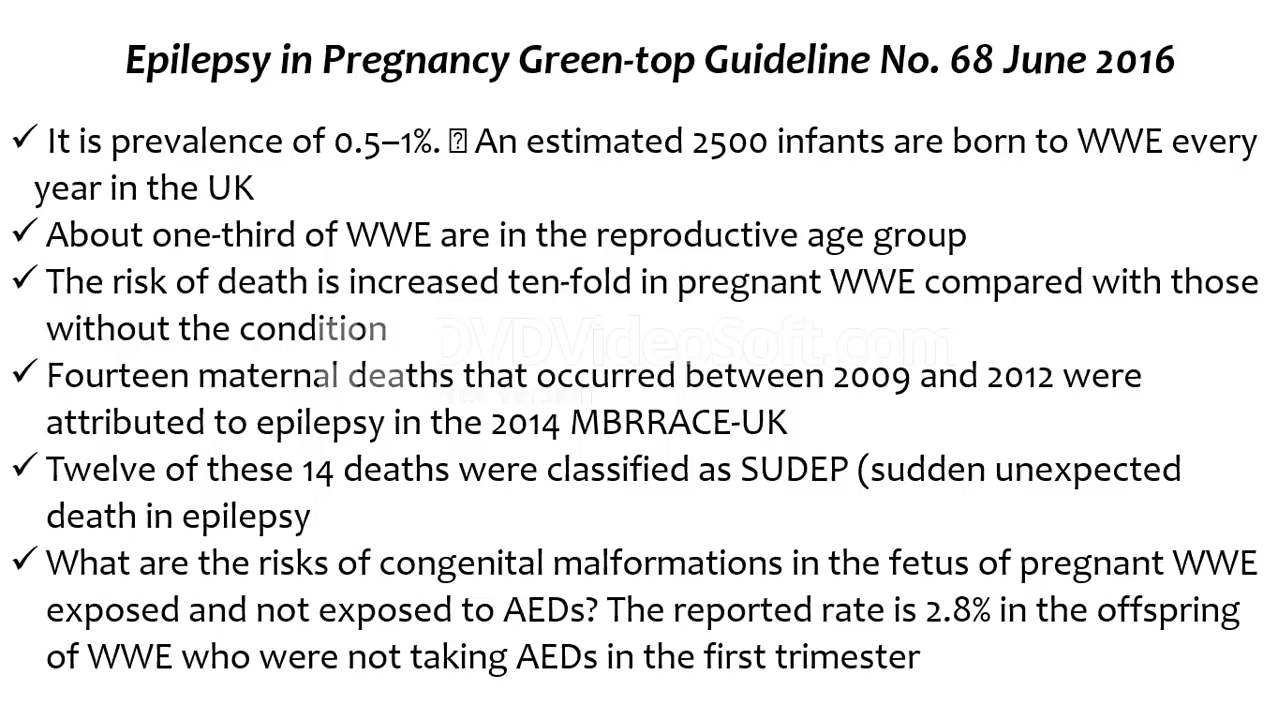 Epilepsy in Pregnancy Green-top Guideline No. 68 June 2016
✓ It is prevalence of 0.5–1%. ⍰ An estimated 2500 infants are born to WWE every
year in the UK
✓ About one-third of WWE are in the reproductive age group
✓ The risk of death is increased ten-fold in pregnant WWE compared with those
without the condition
DVDVideoSoft.com
✓ Fourteen maternal deaths that occurred between 2009 and 2012 were
attributed to epilepsy in the 2014 MBRRACE-UK
✓ Twelve of these 14 deaths were classified as SUDEP (sudden unexpected
death in epilepsy
✓ What are the risks of congenital malformations in the fetus of pregnant WWE
exposed and not exposed to AEDs? The reported rate is 2.8% in the offspring
of WWE who were not taking AEDs in the first trimester